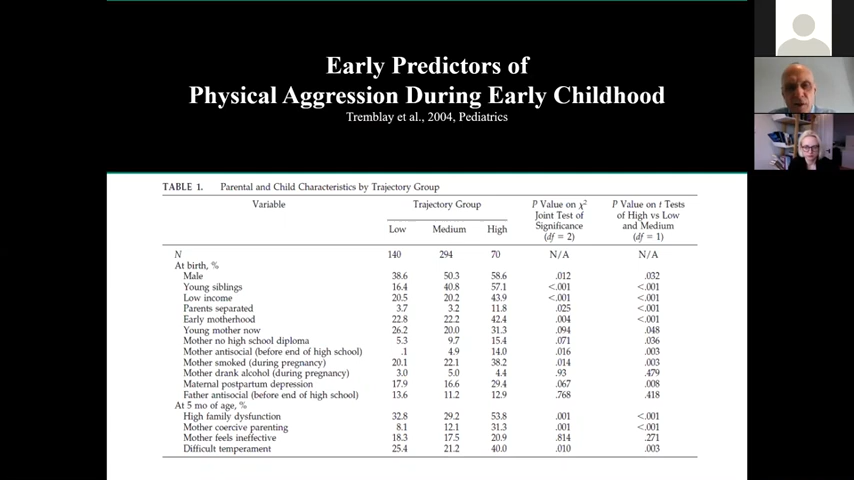 Early Predictors of
Physical Aggression During Early Childhood
Tremblay et al., 2004, Pediatrics
TABLE 1. Parental and Child Characteristics by Trajectory Group
Variable Trajectory Group P Value on χ² P Value on t Tests
Joint Test of of High vs Low
Low Medium High Significance and Medium
(df = 2) (df = 1)
N 140 294 70 N/A N/A
At birth, %
Male 38.6 50.3 58.6 .012 .032
Young siblings 16.4 40.8 57.1 <.001 <.001
Low income 20.5 20.2 43.9 <.001 <.001
Parents separated 3.7 3.2 11.8 .025 <.001
Early motherhood 22.8 22.2 42.4 .004 <.001
Young mother now 26.2 20.0 31.3 .094 .048
Mother no high school diploma 5.3 9.7 15.4 .071 .036
Mother antisocial (before end of high school) .1 4.9 14.0 .016 .003
Mother smoked (during pregnancy) 20.1 22.1 38.2 .014 .003
Mother drank alcohol (during pregnancy) 3.0 5.0 4.4 .93 .479
Maternal postpartum depression 17.9 16.6 29.4 .067 .008
Father antisocial (before end of high school) 13.6 11.2 12.9 .768 .418
At 5 mo of age, %
High family dysfunction 32.8 29.2 53.8 .001 <.001
Mother coercive parenting 8.1 12.1 31.3 .001 <.001
Mother feels ineffective 18.3 17.5 20.9 .814 .271
Difficult temperament 25.4 21.2 40.0 .010 .003